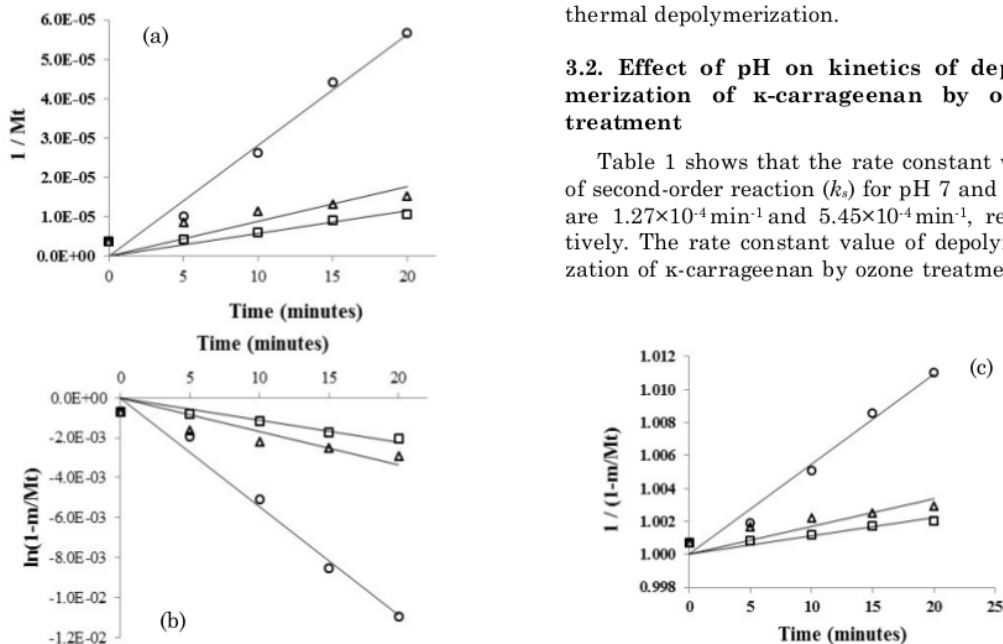 6.0E-05
5.0E-05
4.0E-05
3.0E-05
2.0E-05
1.0E-05
0.0E+00
1 / Mt
(a)
0 5 10 15 20
Time (minutes)
Time (minutes)
0 5 10 15 20
0.0E+00
-2.0E-03
-4.0E-03
-6.0E-03
-8.0E-03
-1.0E-02
-1.2E-02
ln(1-m/Mt)
(b)
thermal depolymerization.
3.2. Effect of pH on kinetics of dep
merization of κ-carrageenan by o
treatment
Table 1 shows that the rate constant v
of second-order reaction (ks) for pH 7 and
are 1.27×10-4 min-1 and 5.45×10-4 min-1, re
tively. The rate constant value of depoly
zation of κ-carrageenan by ozone treatme
1.012
1.010
1.008
1.006
1.004
1.002
1.000
0.998
1 / (1-m/Mt)
(c)
0 5 10 15 20 25
Time (minutes)